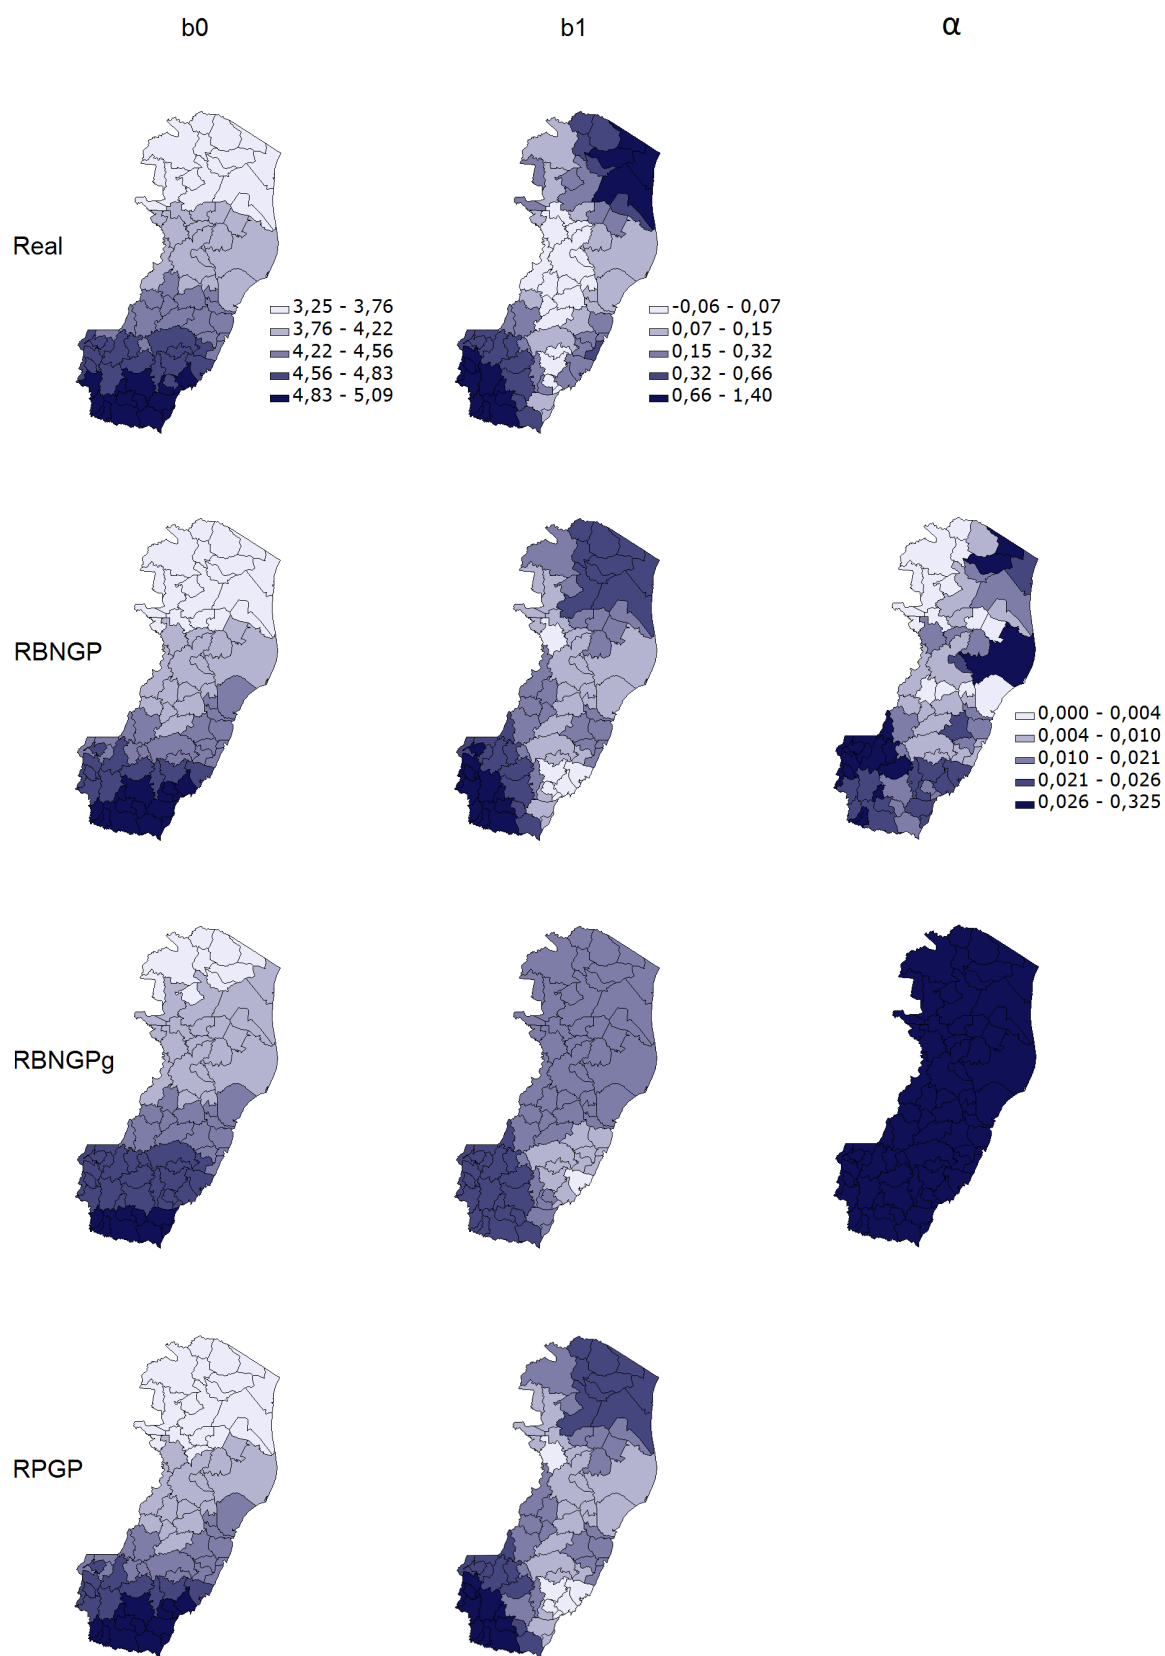 b0 b1 α
Real
3,25 - 3,76
3,76 - 4,22
4,22 - 4,56
4,56 - 4,83
4,83 - 5,09
-0,06 - 0,07
0,07 - 0,15
0,15 - 0,32
0,32 - 0,66
0,66 - 1,40
RBNGP
0,000 - 0,004
0,004 - 0,010
0,010 - 0,021
0,021 - 0,026
0,026 - 0,325
RBNGPg
RPGP